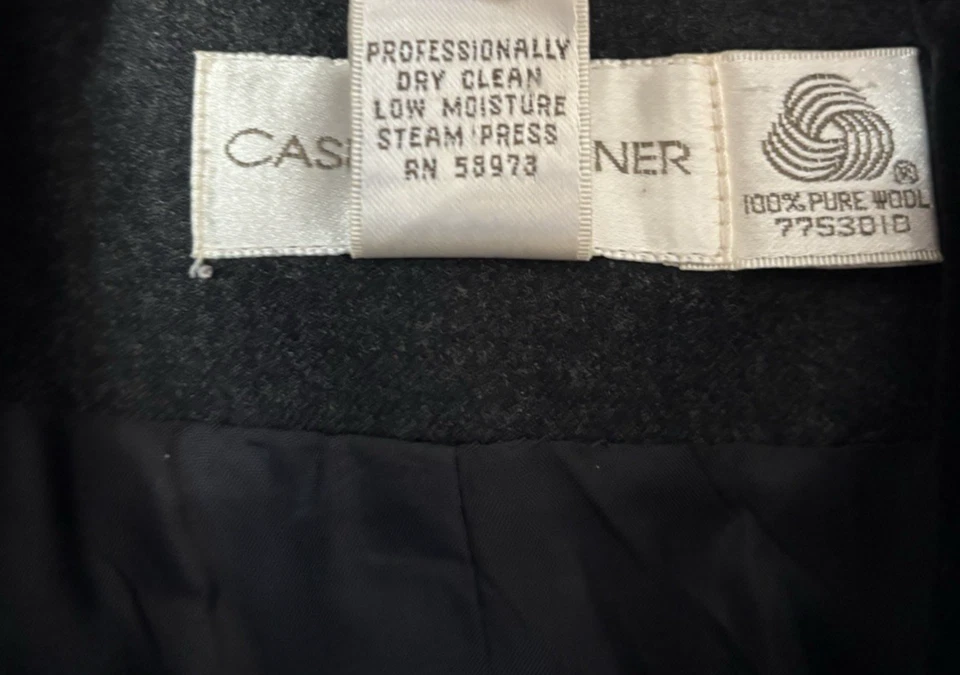 PROFESSIONALLY
DRY CLEAN
LOW MOISTURE
STEAM PRESS
RN 58973
CAS NER
®
100% PURE WOOL
7753010